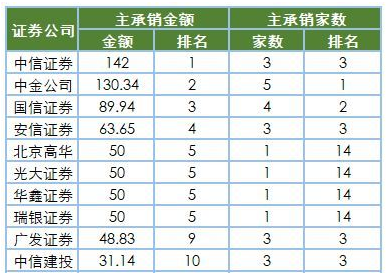 证券公司 主承销金额 主承销家数
金额 排名 家数 排名
中信证券 142 1 3 3
中金公司 130.34 2 5 1
国信证券 89.94 3 4 2
安信证券 63.65 4 3 3
北京高华 50 5 1 14
光大证券 50 5 1 14
华鑫证券 50 5 1 14
瑞银证券 50 5 1 14
广发证券 48.83 9 3 3
中信建投 31.14 10 3 3